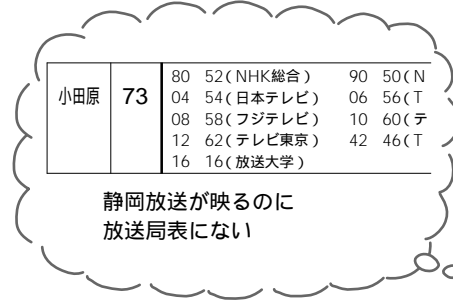 80 52(NHK総合) 90 50(N
小田原 73 04 54(日本テレビ) 06 56(T
08 58(フジテレビ) 10 60(テ
12 62(テレビ東京) 42 46(T
16 16(放送大学)
静岡放送が映るのに
放送局表にない